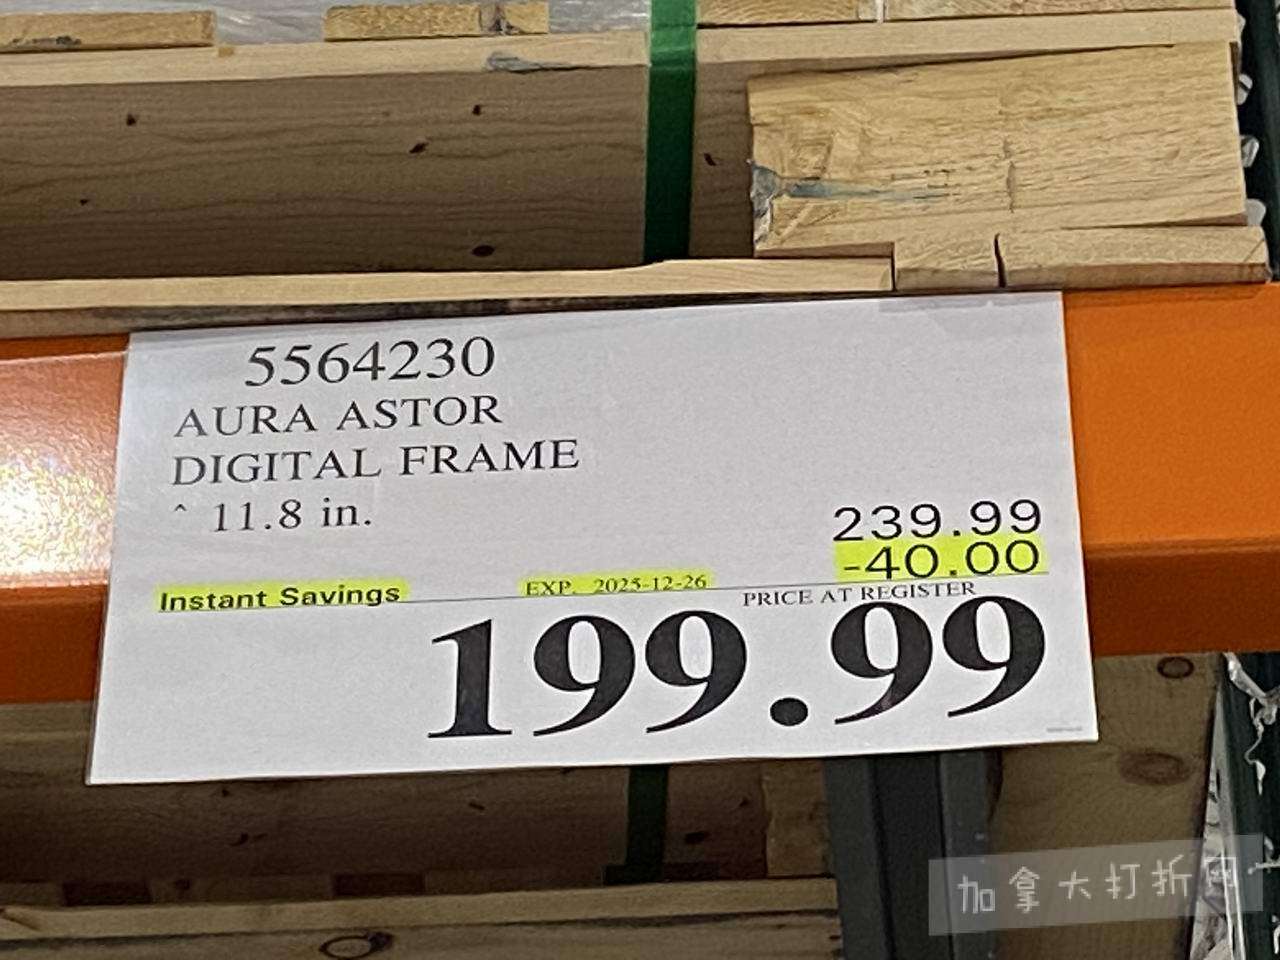 5564230
AURA ASTOR
DIGITAL FRAME
^ 11.8 in.
239.99
-40.00
Instant Savings
EXP. 2025-12-26
PRICE AT REGISTER
199.99
加拿大打折网